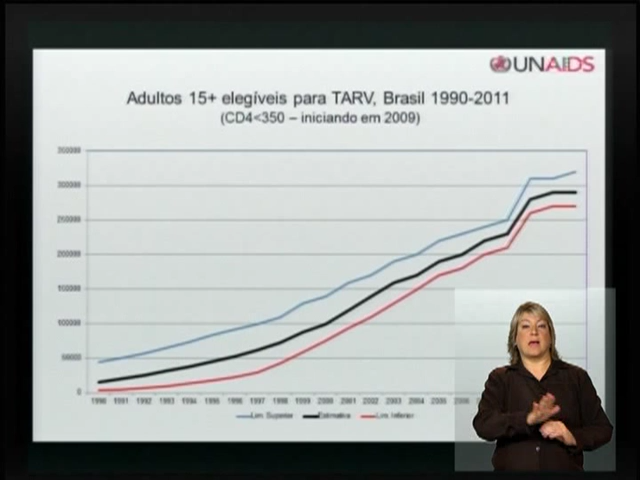 UNAIDS
Adultos 15+ elegíveis para TARV, Brasil 1990-2011
(CD4<350 – iniciando em 2009)
350000
300000
250000
200000
150000
100000
50000
0
1990 1991 1992 1993 1994 1995 1996 1997 1998 1999 2000 2001 2002 2003 2004 2005 2006
Lim. Superior Estimativa Lim. Inferior